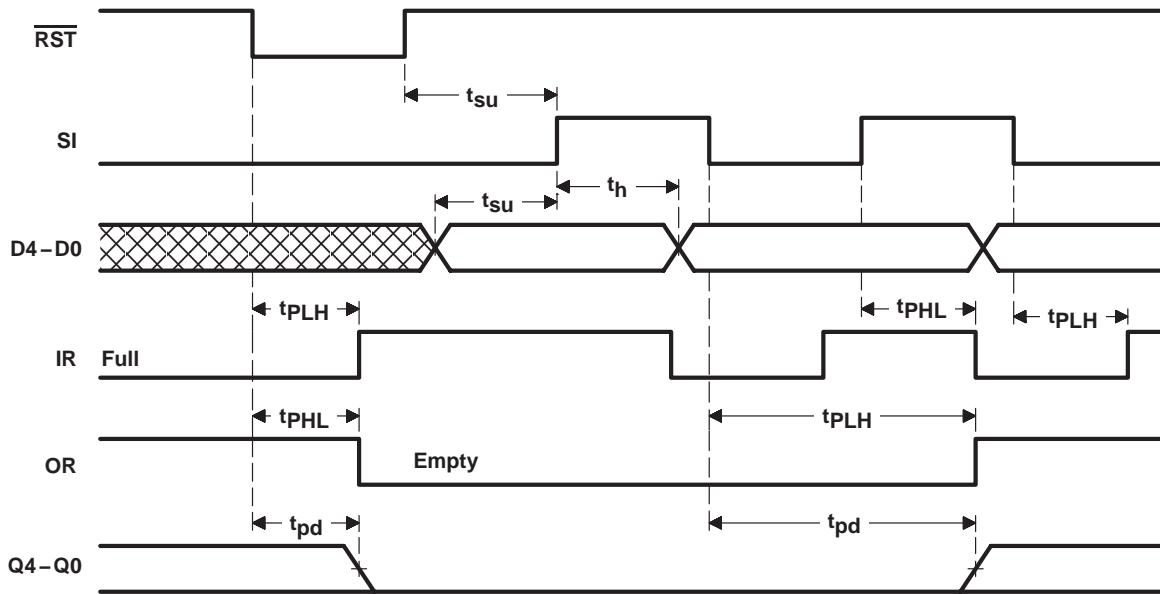 RST
tsu
SI
th
tsu
D4–D0
tPLH
tPHL
tPLH
IR
Full
tPHL
tPLH
OR
Empty
tpd
tpd
Q4–Q0